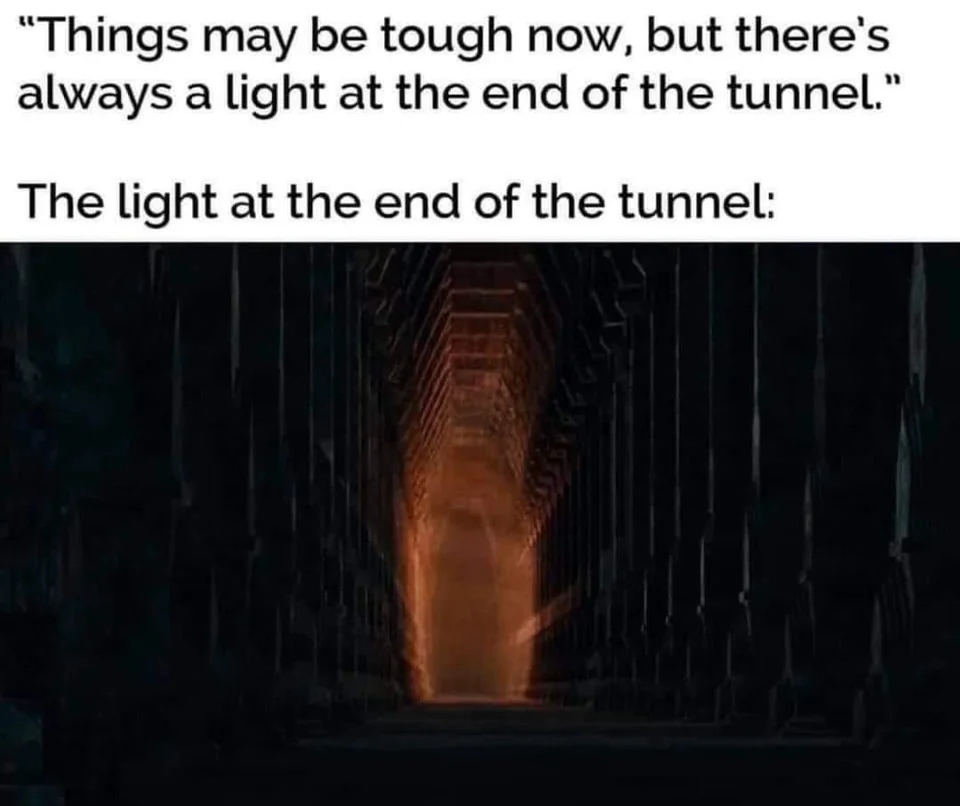 “Things may be tough now, but there's
always a light at the end of the tunnel.”
The light at the end of the tunnel: